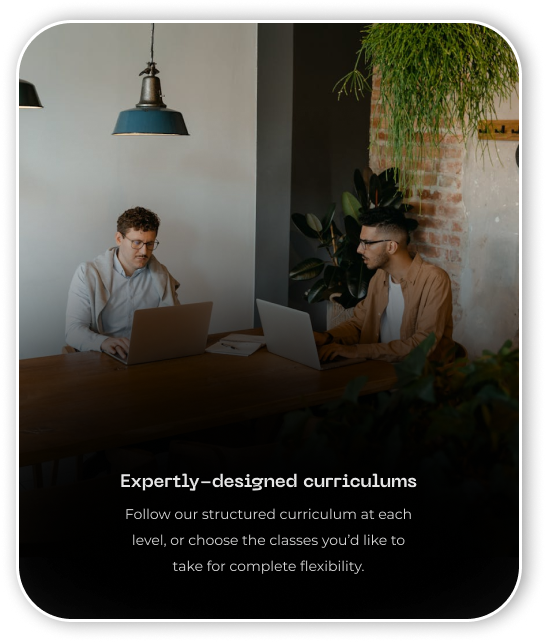 Expertly-designed curriculums
Follow our structured curriculum at each
level, or choose the classes you'd like to
take for complete flexibility.